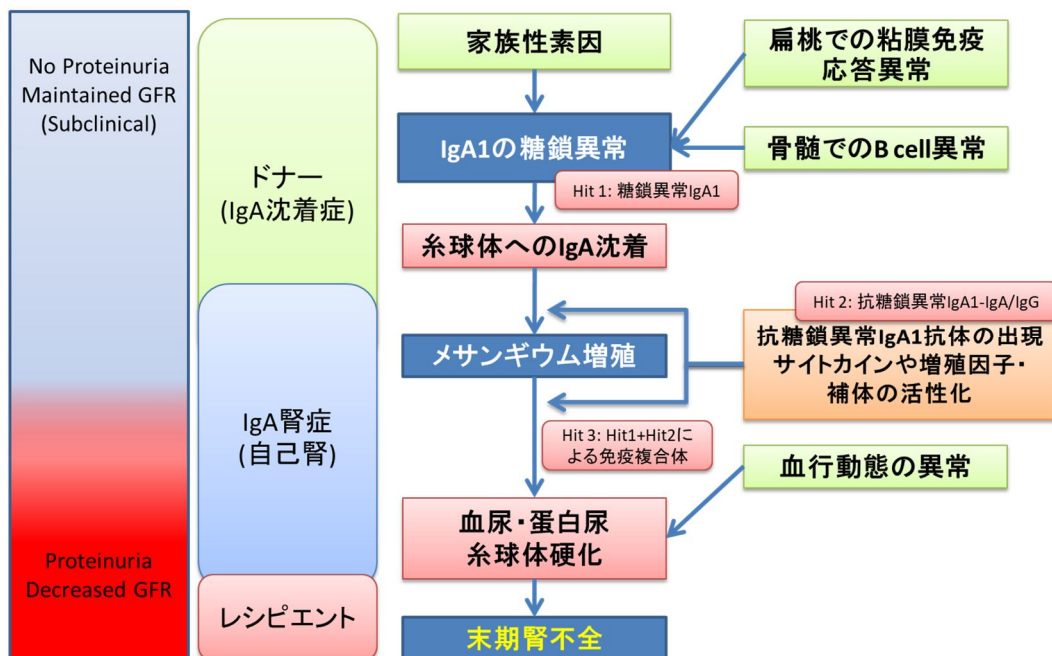 No Proteinuria
Maintained GFR
(Subclinical)
Proteinuria
Decreased GFR
ドナー
(IgA沈着症)
IgA腎症
(自己腎)
レシピエント
家族性素因
扁桃での粘膜免疫
応答異常
IgA1の糖鎖異常
骨髄でのB cell異常
Hit 1: 糖鎖異常IgA1
糸球体へのIgA沈着
Hit 2: 抗糖鎖異常IgA1-IgA/IgG
抗糖鎖異常IgA1抗体の出現
サイトカインや増殖因子・
補体の活性化
メサンギウム増殖
Hit 3: Hit1+Hit2に
よる免疫複合体
血行動態の異常
血尿・蛋白尿
糸球体硬化
末期腎不全